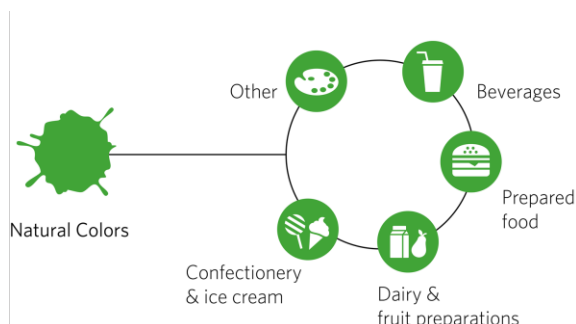 Other
Beverages
Prepared
food
Natural Colors
Confectionery
& ice cream
Dairy &
fruit preparations